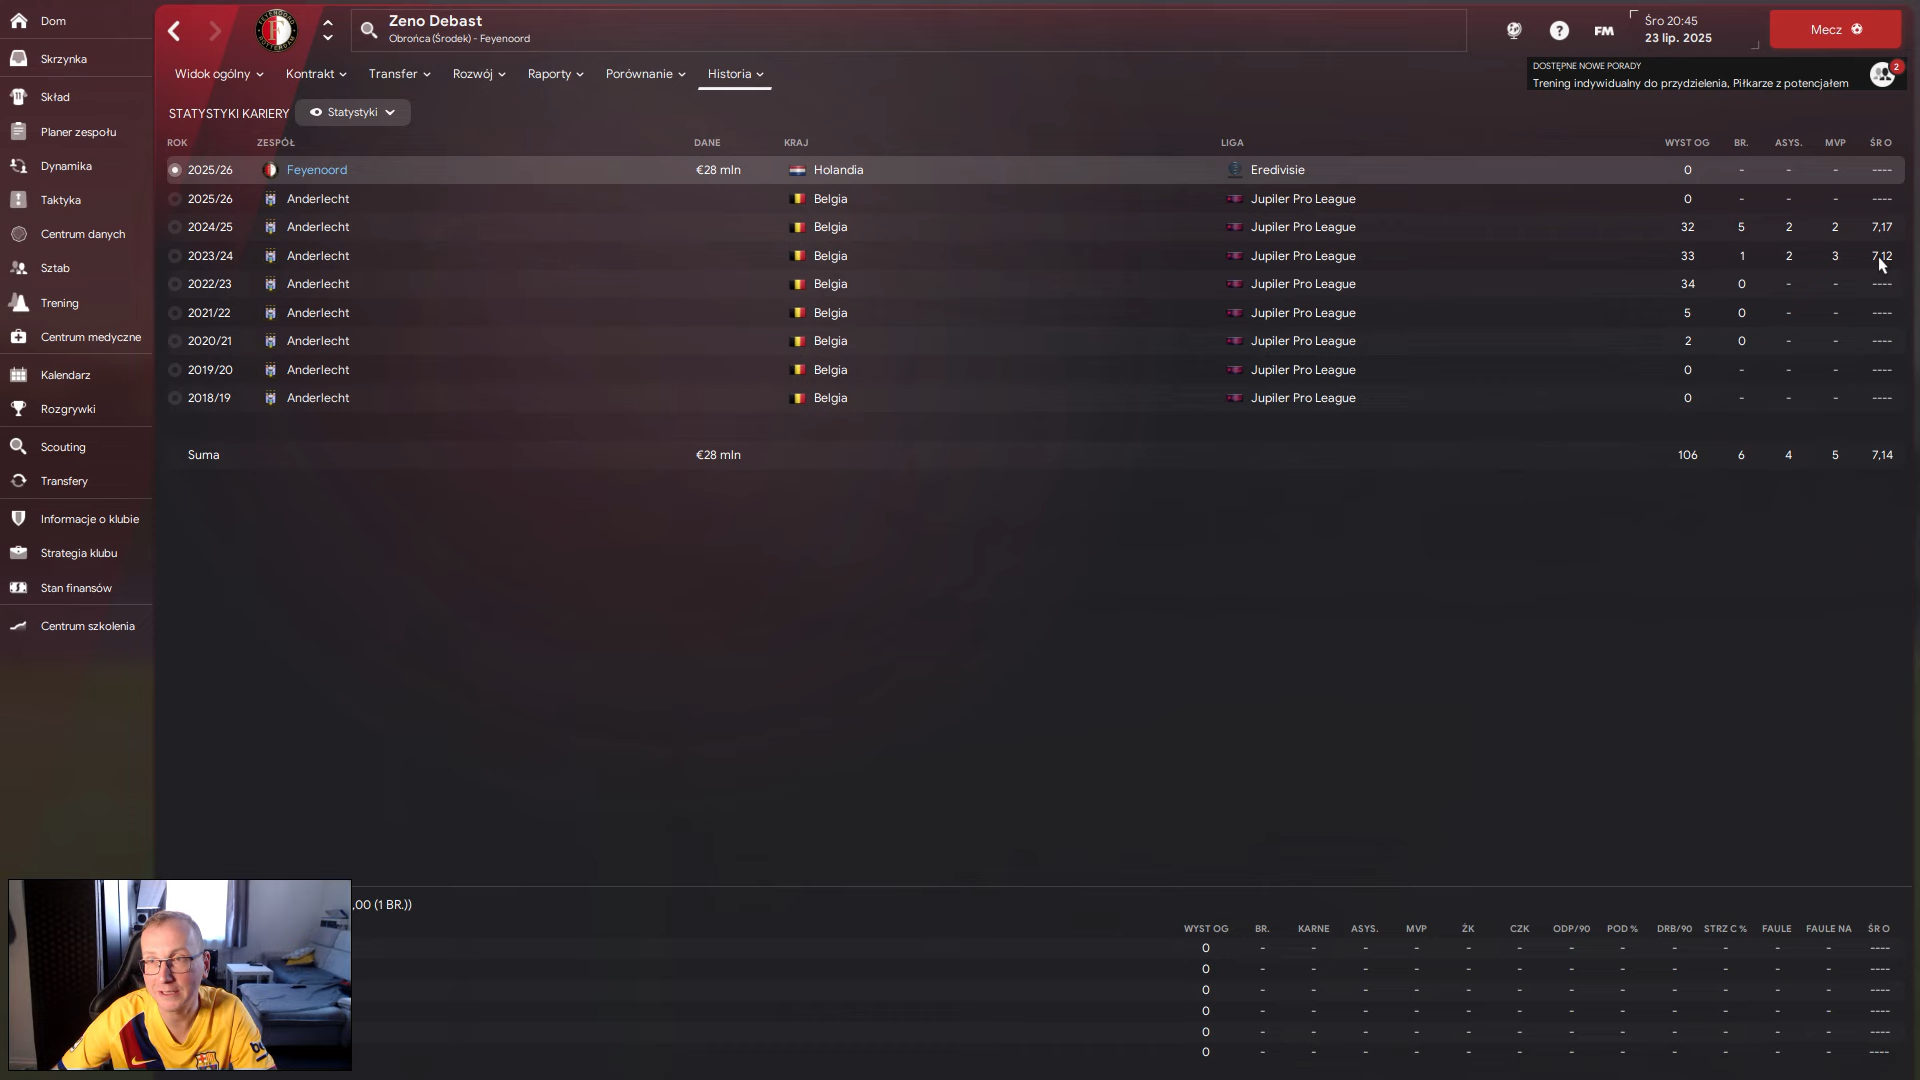 Dom
Skrzynka
Skład
Planer zespołu
Dynamika
Taktyka
Centrum danych
Sztab
Trening
Centrum medyczne
Kalendarz
Rozgrywki
Scouting
Transfery
Informacje o klubie
Strategia klubu
Stan finansów
Centrum szkolenia
Zeno Debast
Obrońca (Środek) - Feyenoord
FM
Śro 20:45
23 lip. 2025
Mecz
Widok ogólny Kontrakt Transfer Rozwój Raporty Porównanie Historia
DOSTĘPNE NOWE PORADY
Trening indywidualny do przydzielenia, Piłkarze z potencjałem
2
STATYSTYKI KARIERY Statystyki
ROK ZESPÓŁ DANE KRAJ LIGA WYST OG BR. ASYS. MVP ŚR O
2025/26 Feyenoord €28 mln Holandia Eredivisie 0 - - - ----
2025/26 Anderlecht Belgia Jupiler Pro League 0 - - - ----
2024/25 Anderlecht Belgia Jupiler Pro League 32 5 2 2 7,17
2023/24 Anderlecht Belgia Jupiler Pro League 33 1 2 3 7,12
2022/23 Anderlecht Belgia Jupiler Pro League 34 0 - - ----
2021/22 Anderlecht Belgia Jupiler Pro League 5 0 - - ----
2020/21 Anderlecht Belgia Jupiler Pro League 2 0 - - ----
2019/20 Anderlecht Belgia Jupiler Pro League 0 - - - ----
2018/19 Anderlecht Belgia Jupiler Pro League 0 - - - ----
Suma €28 mln 106 6 4 5 7,14
,00 (1 BR.))
WYST OG BR. KARNE ASYS. MVP ŻK CZK ODP/90 POD % DRB/90 STRZ C % FAULE FAULE NA ŚR O
0 - - - - - - - - - - - - ----
0 - - - - - - - - - - - - ----
0 - - - - - - - - - - - - ----
0 - - - - - - - - - - - - ----
0 - - - - - - - - - - - - ----
0 - - - - - - - - - - - - ----